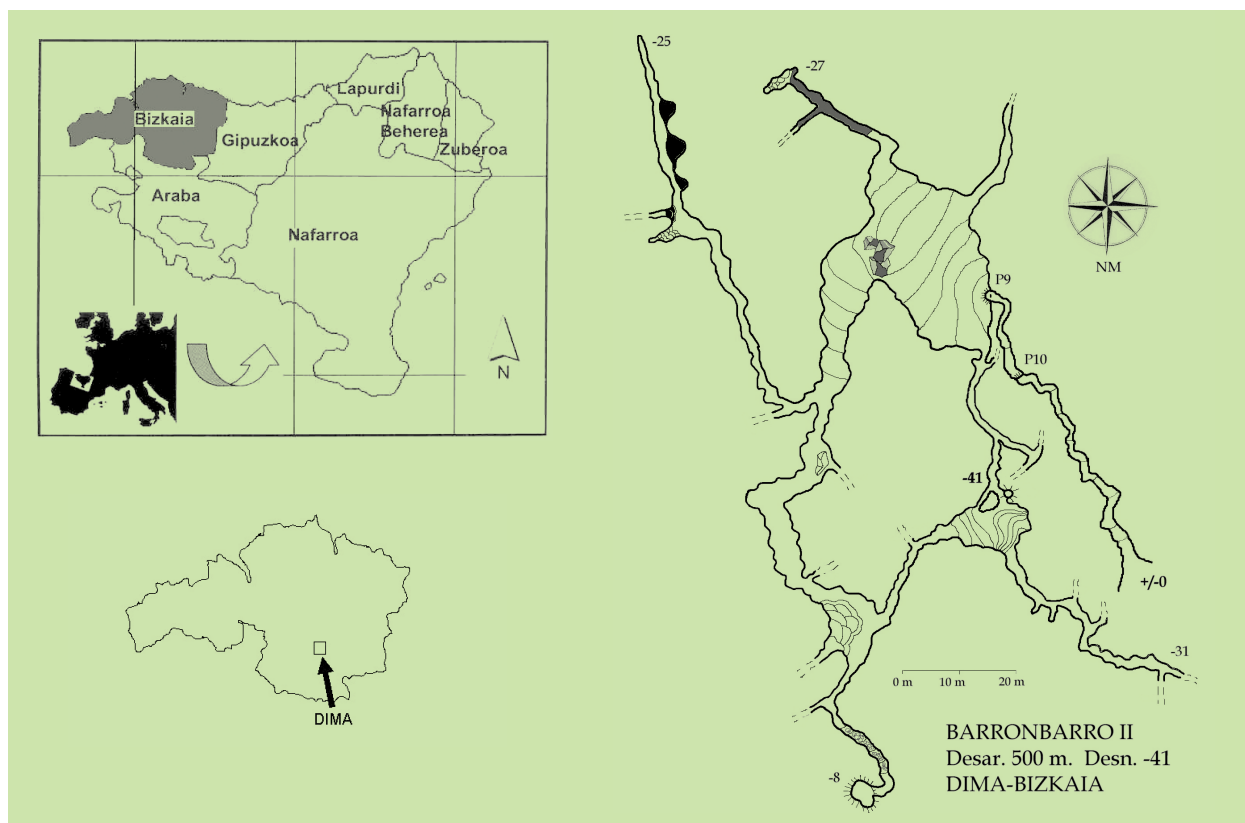 Lapurdi
Nafarroa
Beherea
Bizkaia
Gipuzkoa
Zuberoa
Araba
Nafarroa
N
DIMA
-25
-27
NM
P9
P10
-41
+/-0
-31
0 m 10 m 20 m
-8
BARRONBARRO II
Desar. 500 m. Desn. -41
DIMA-BIZKAIA